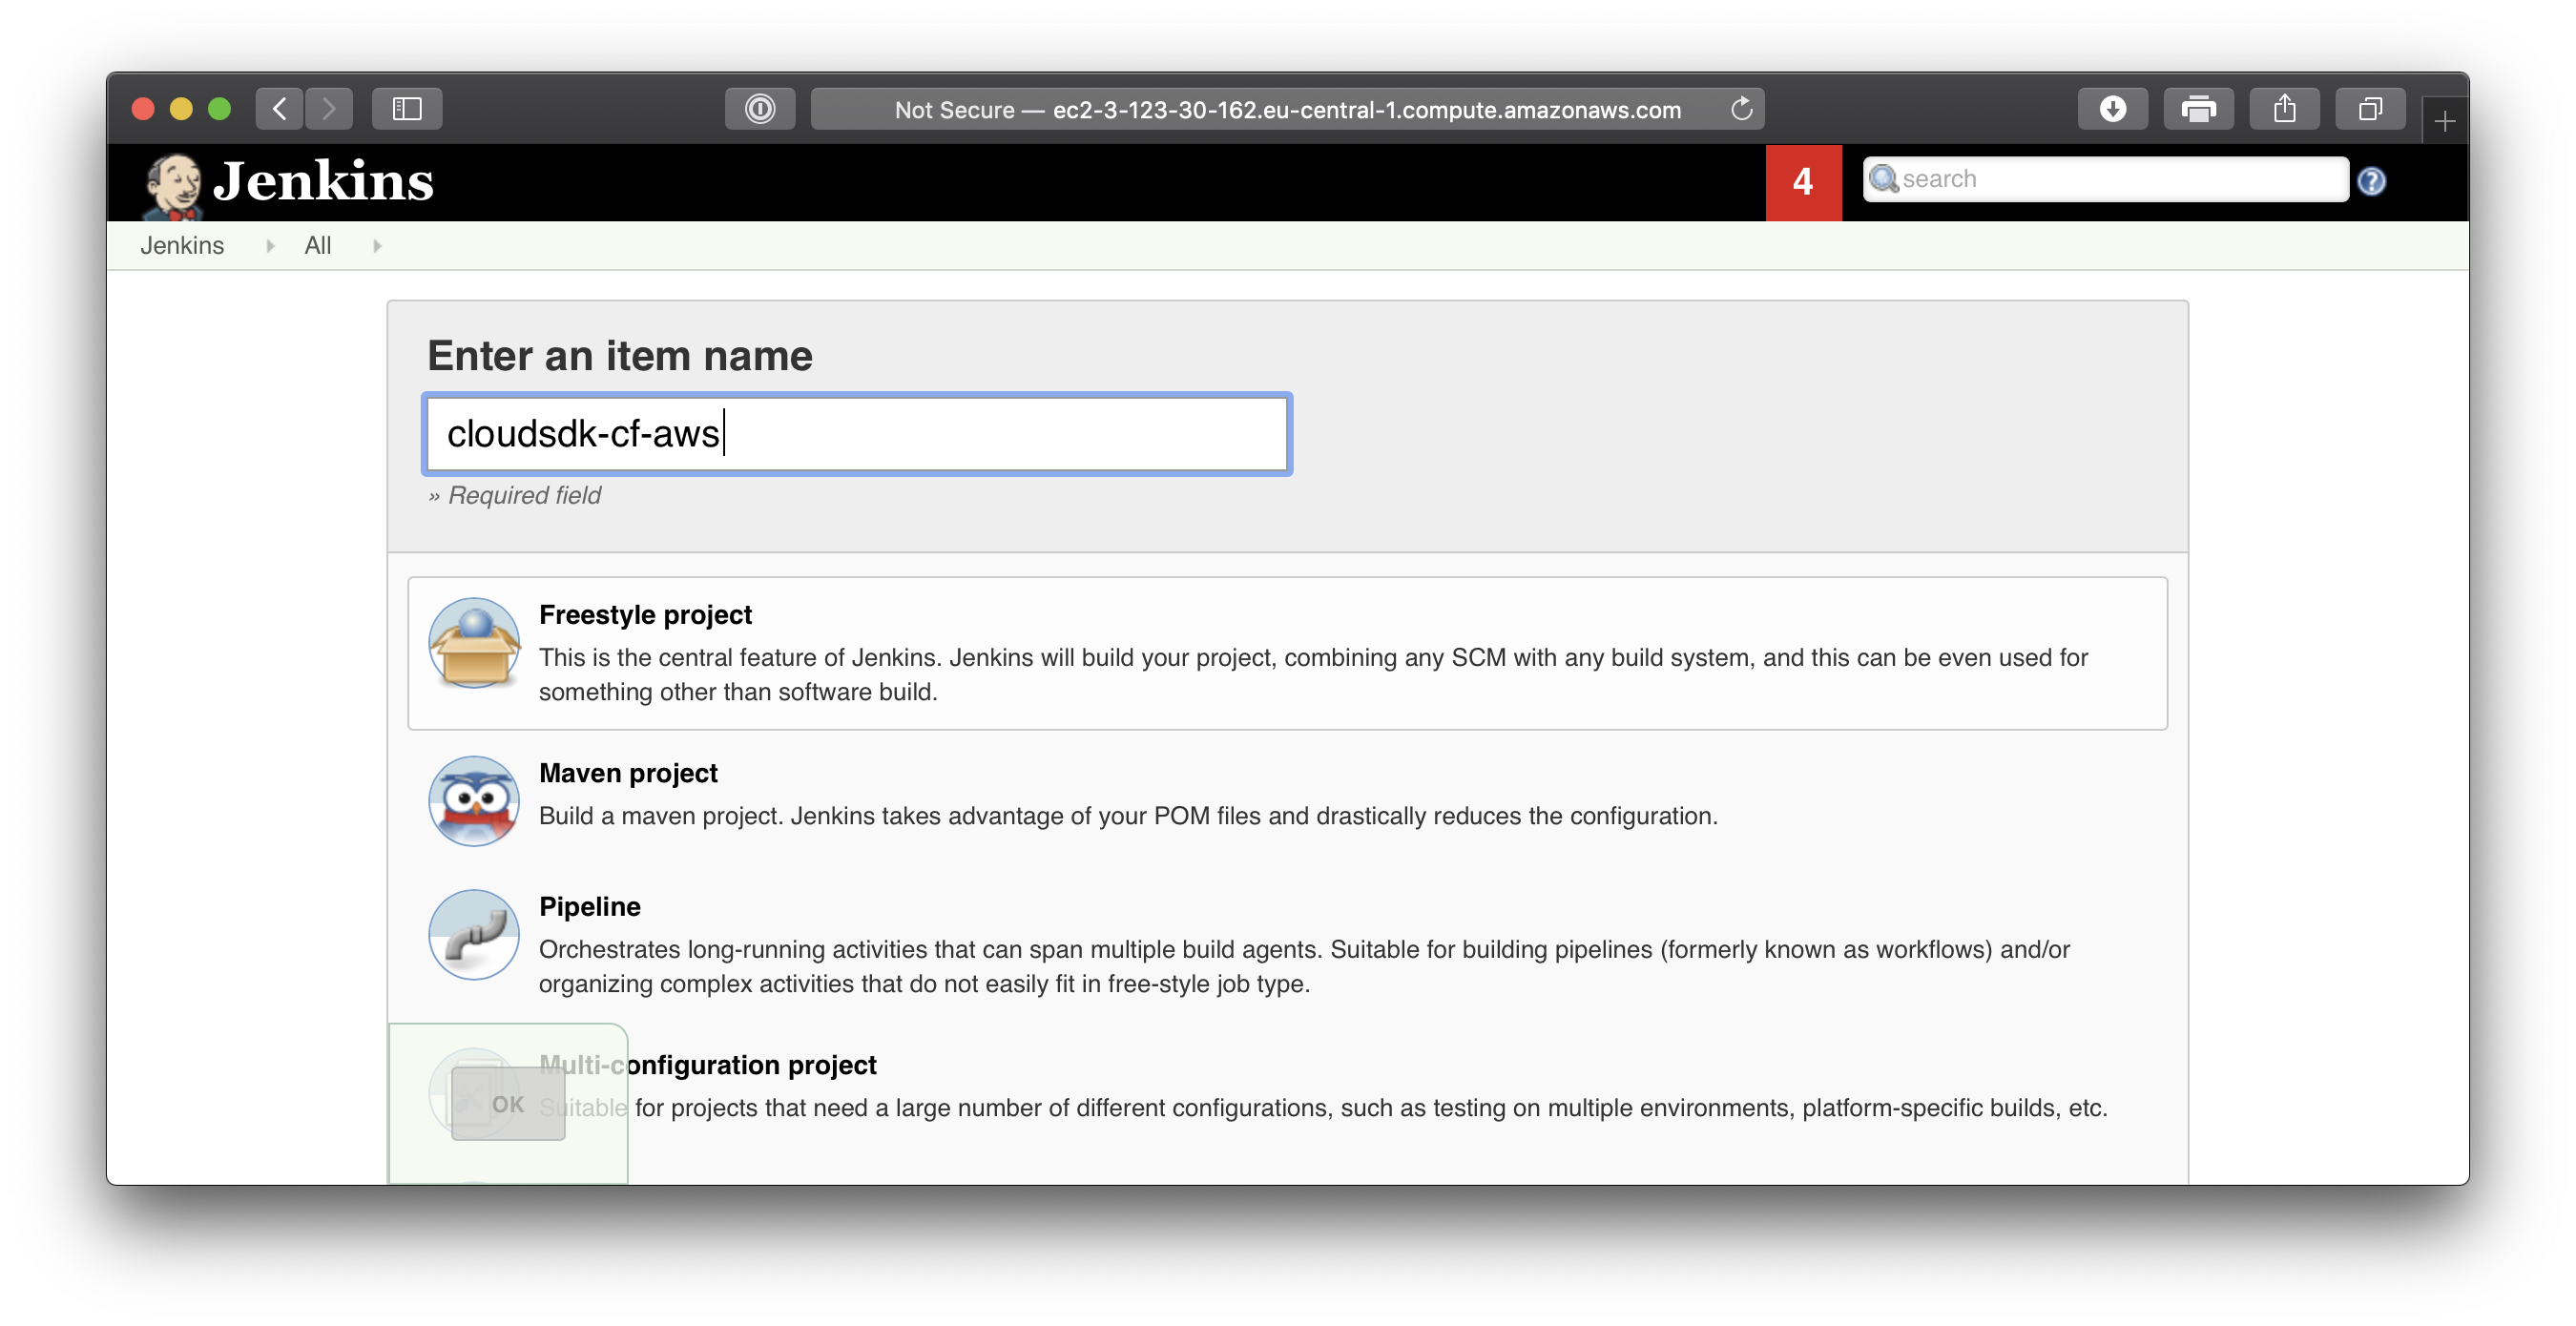 Not Secure — ec2-3-123-30-162.eu-central-1.compute.amazonaws.com
Jenkins
4
search
?
Jenkins
All
Enter an item name
cloudsdk-cf-aws
» Required field
Freestyle project
This is the central feature of Jenkins. Jenkins will build your project, combining any SCM with any build system, and this can be even used for
something other than software build.
Maven project
Build a maven project. Jenkins takes advantage of your POM files and drastically reduces the configuration.
Pipeline
Orchestrates long-running activities that can span multiple build agents. Suitable for building pipelines (formerly known as workflows) and/or
organizing complex activities that do not easily fit in free-style job type.
Multi-configuration project
Suitable for projects that need a large number of different configurations, such as testing on multiple environments, platform-specific builds, etc.
OK